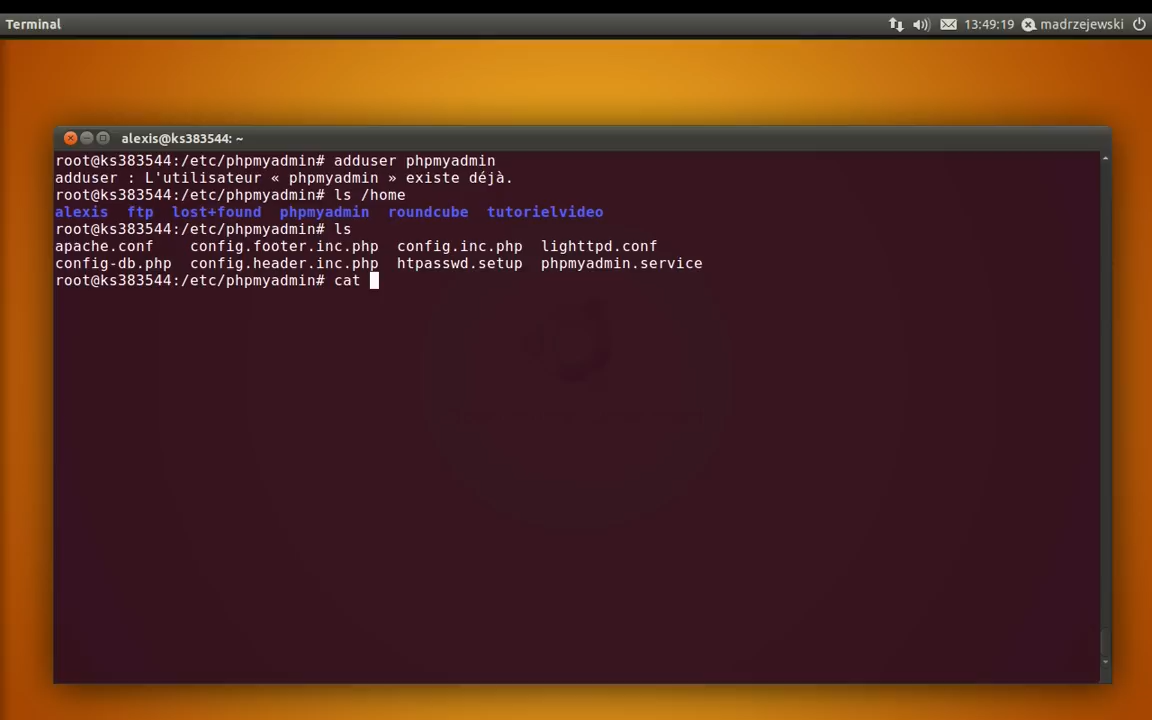 Terminal
13:49:19 madrzejewski
alexis@ks383544: ~
root@ks383544:/etc/phpmyadmin# adduser phpmyadmin
adduser : L'utilisateur « phpmyadmin » existe déjà.
root@ks383544:/etc/phpmyadmin# ls /home
alexis ftp lost+found phpmyadmin roundcube tutorielvideo
root@ks383544:/etc/phpmyadmin# ls
apache.conf config.footer.inc.php config.inc.php lighttpd.conf
config-db.php config.header.inc.php htpasswd.setup phpmyadmin.service
root@ks383544:/etc/phpmyadmin# cat